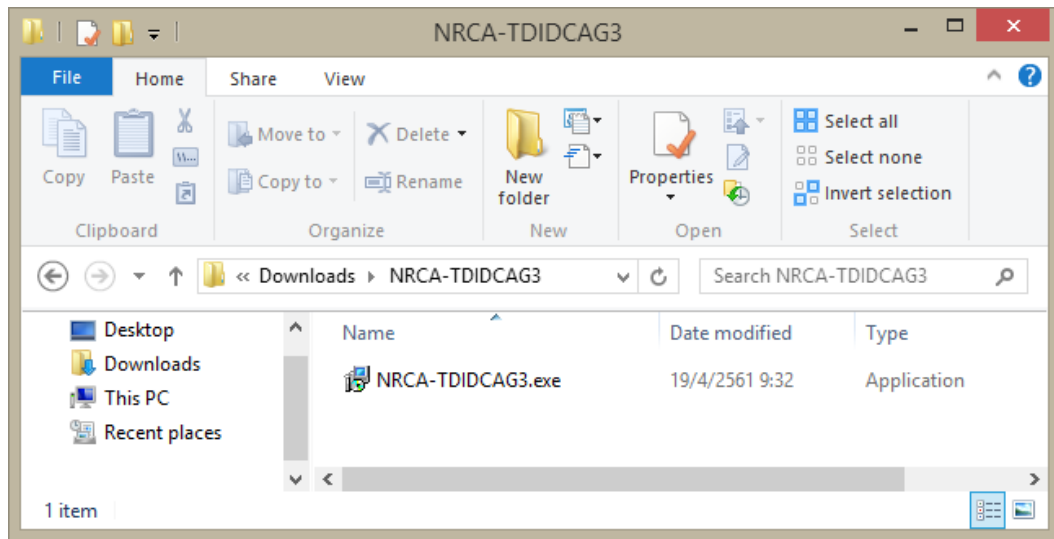 NRCA-TDIDCAG3
File Home Share View
Copy Paste Move to Copy to Delete Rename New folder Properties Select all Select none Invert selection
Clipboard Organize New Open Select
« Downloads NRCA-TDIDCAG3 Search NRCA-TDIDCAG3
Desktop
Downloads
This PC
Recent places
Name Date modified Type
NRCA-TDIDCAG3.exe 19/4/2561 9:32 Application
1 item